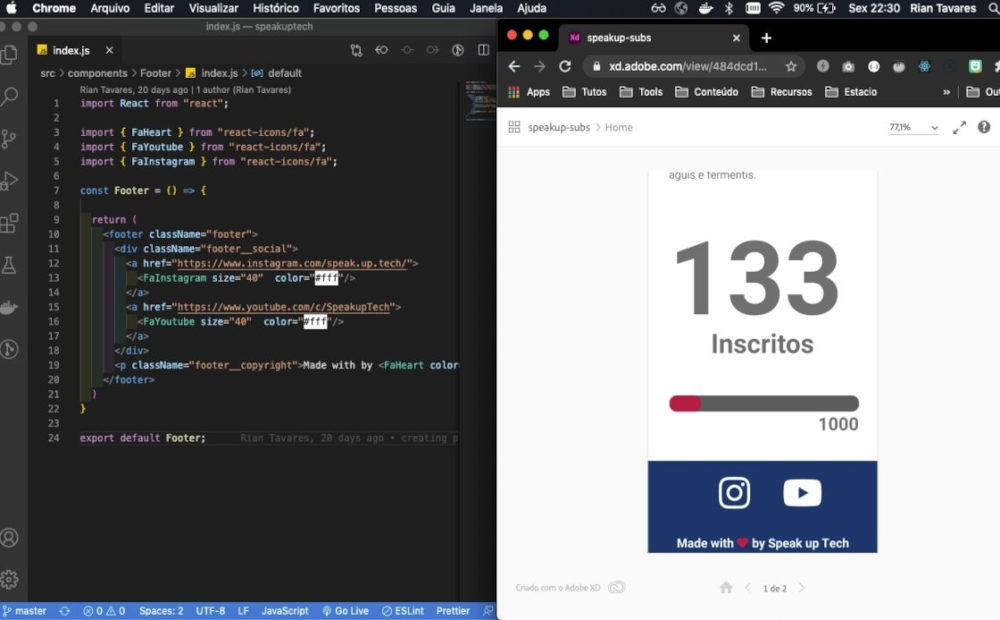 Chrome Arquivo Editar Visualizar Histórico Favoritos Pessoas Guia Janela Ajuda 90% Sex 22:30 Rian Tavares
index.js — speakuptech
index.js
src > components > Footer > index.js > default
Rian Tavares, 20 days ago | 1 author (Rian Tavares)
1 import React from "react";
2
3 import { FaHeart } from "react-icons/fa";
4 import { FaYoutube } from "react-icons/fa";
5 import { FaInstagram } from "react-icons/fa";
6
7 const Footer = () => {
8
9 return (
10 <footer className="footer">
11 <div className="footer__social">
12 <a href="https://www.instagram.com/speak.up.tech/">
13 <FaInstagram size="40" color="#fff"/>
14 </a>
15 <a href="https://www.youtube.com/c/SpeakupTech">
16 <FaYoutube size="40" color="#fff"/>
17 </a>
18 </div>
19 <p className="footer__copyright">Made with by <FaHeart color
20 </footer>
21 )
22 }
23
24 export default Footer; Rian Tavares, 20 days ago • creating p
master 0 0 Spaces: 2 UTF-8 LF JavaScript Go Live ESLint Prettier
Xd speakup-subs
xd.adobe.com/view/484dcd1...
Apps Tutos Tools Conteúdo Recursos Estacio » Out
speakup-subs > Home 77,1%
aguis e fermentis.
133
Inscritos
1000
Made with by Speak up Tech
Criado com o Adobe XD 1 de 2